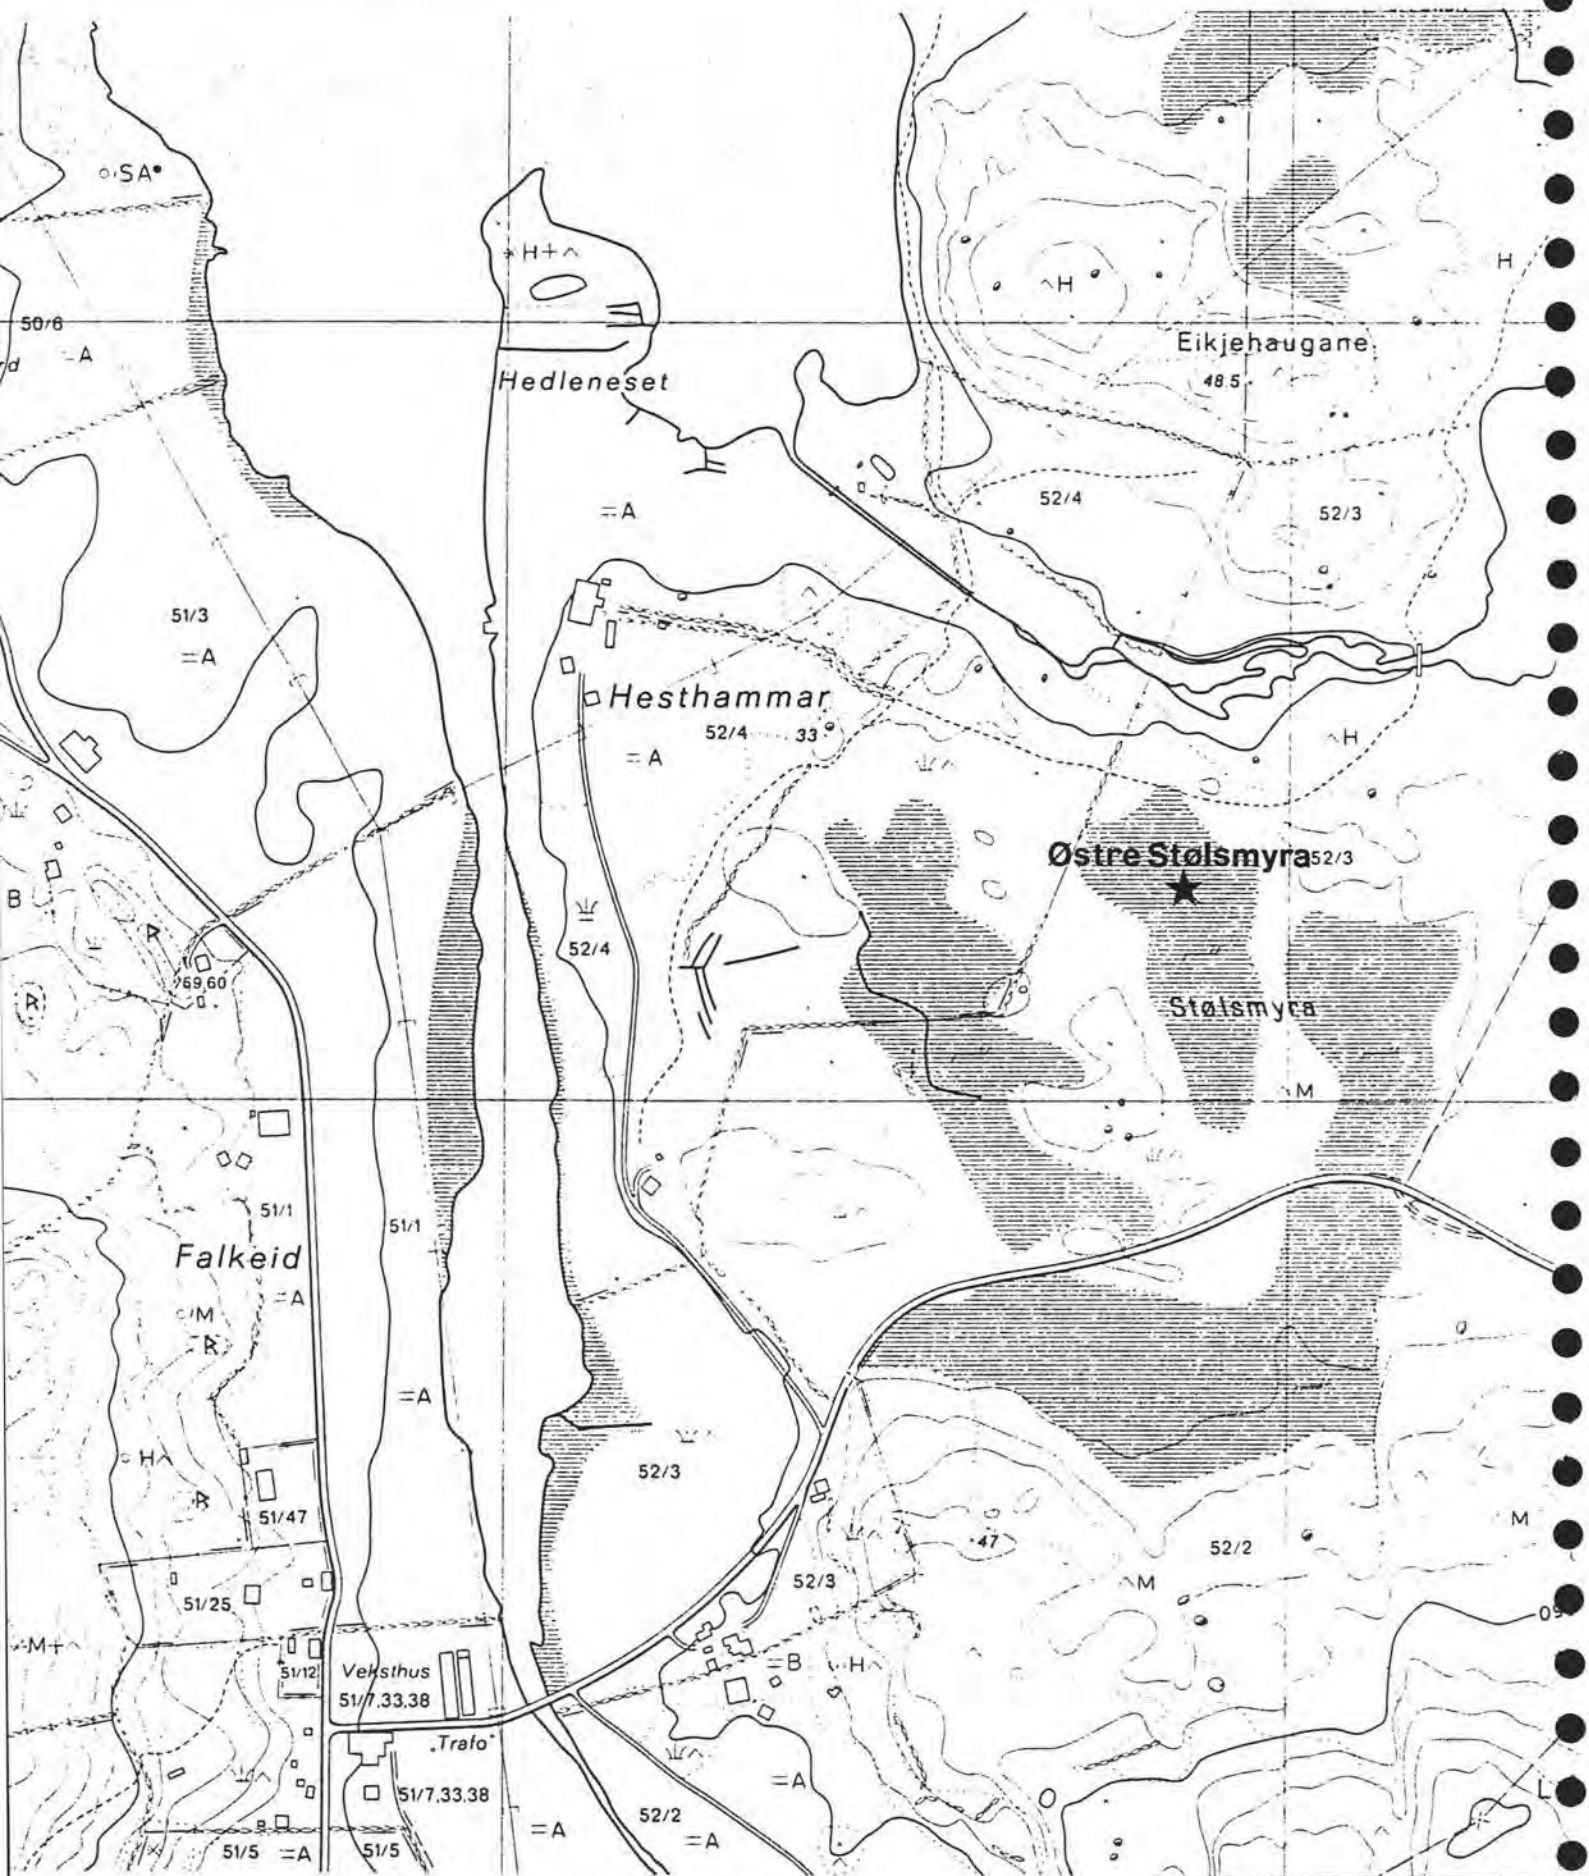 SA
H+^
H
^H
50/6
=A
rd
Eikjehaugane
48.5
Hedleneset
52/4
52/3
=A
51/3
=A
Hesthammar
52/4
33
^H
=A
Østre Stølsmyra
52/3
B
R
52/4
69,60
R
Stølsmyra
^M
51/1
51/1
Falkeid
=A
M
R
=A
H^
52/3
R
51/47
M
47
52/2
52/3
^M
51/25
09
M+^
51/12
Veksthus
51/7,33,38
=B
H^
Trafo
51/7,33,38
=A
L
52/2
=A
=A
51/5
=A
51/5